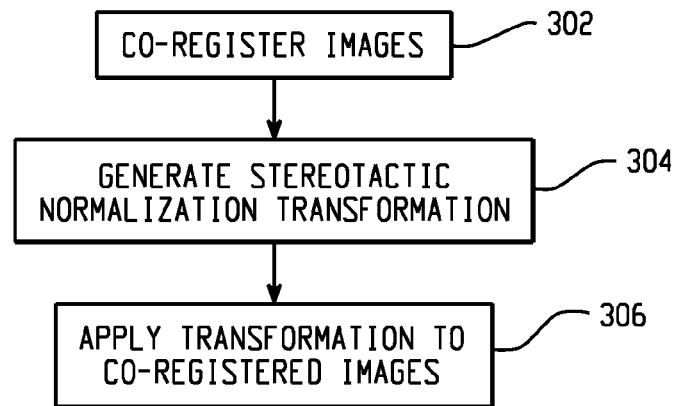 CO-REGISTER IMAGES
302
GENERATE STEREOTACTIC
NORMALIZATION TRANSFORMATION
304
APPLY TRANSFORMATION TO
CO-REGISTERED IMAGES
306